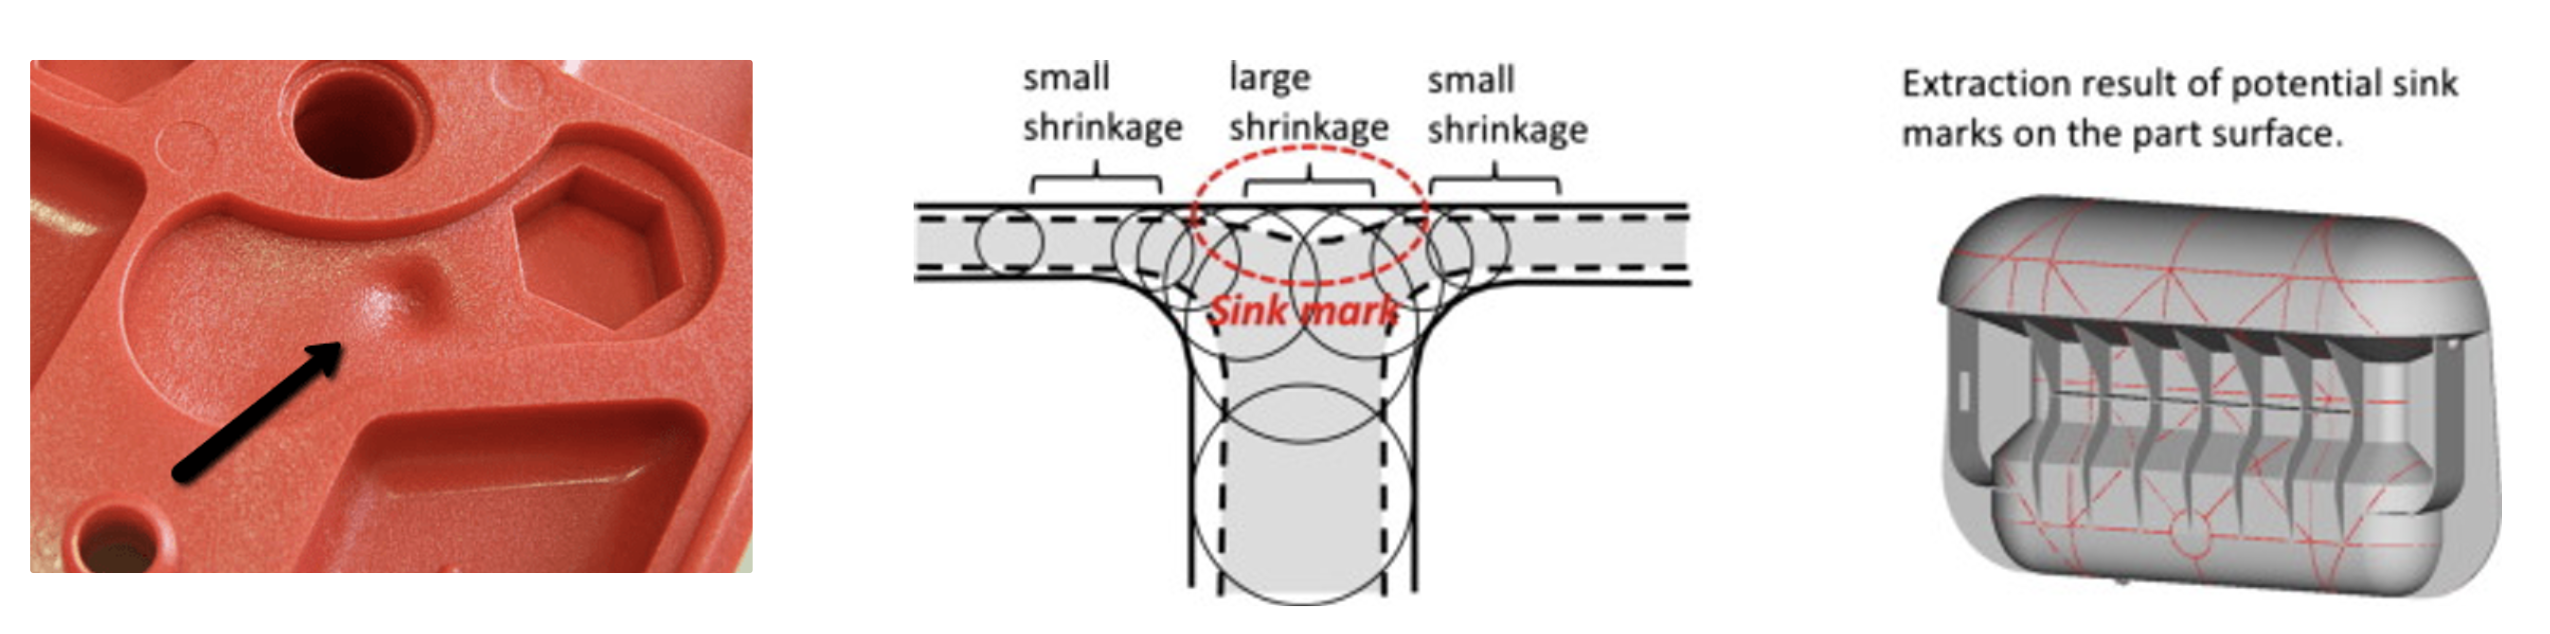 small
shrinkage
large
shrinkage
small
shrinkage
Sink mark
Extraction result of potential sink
marks on the part surface.